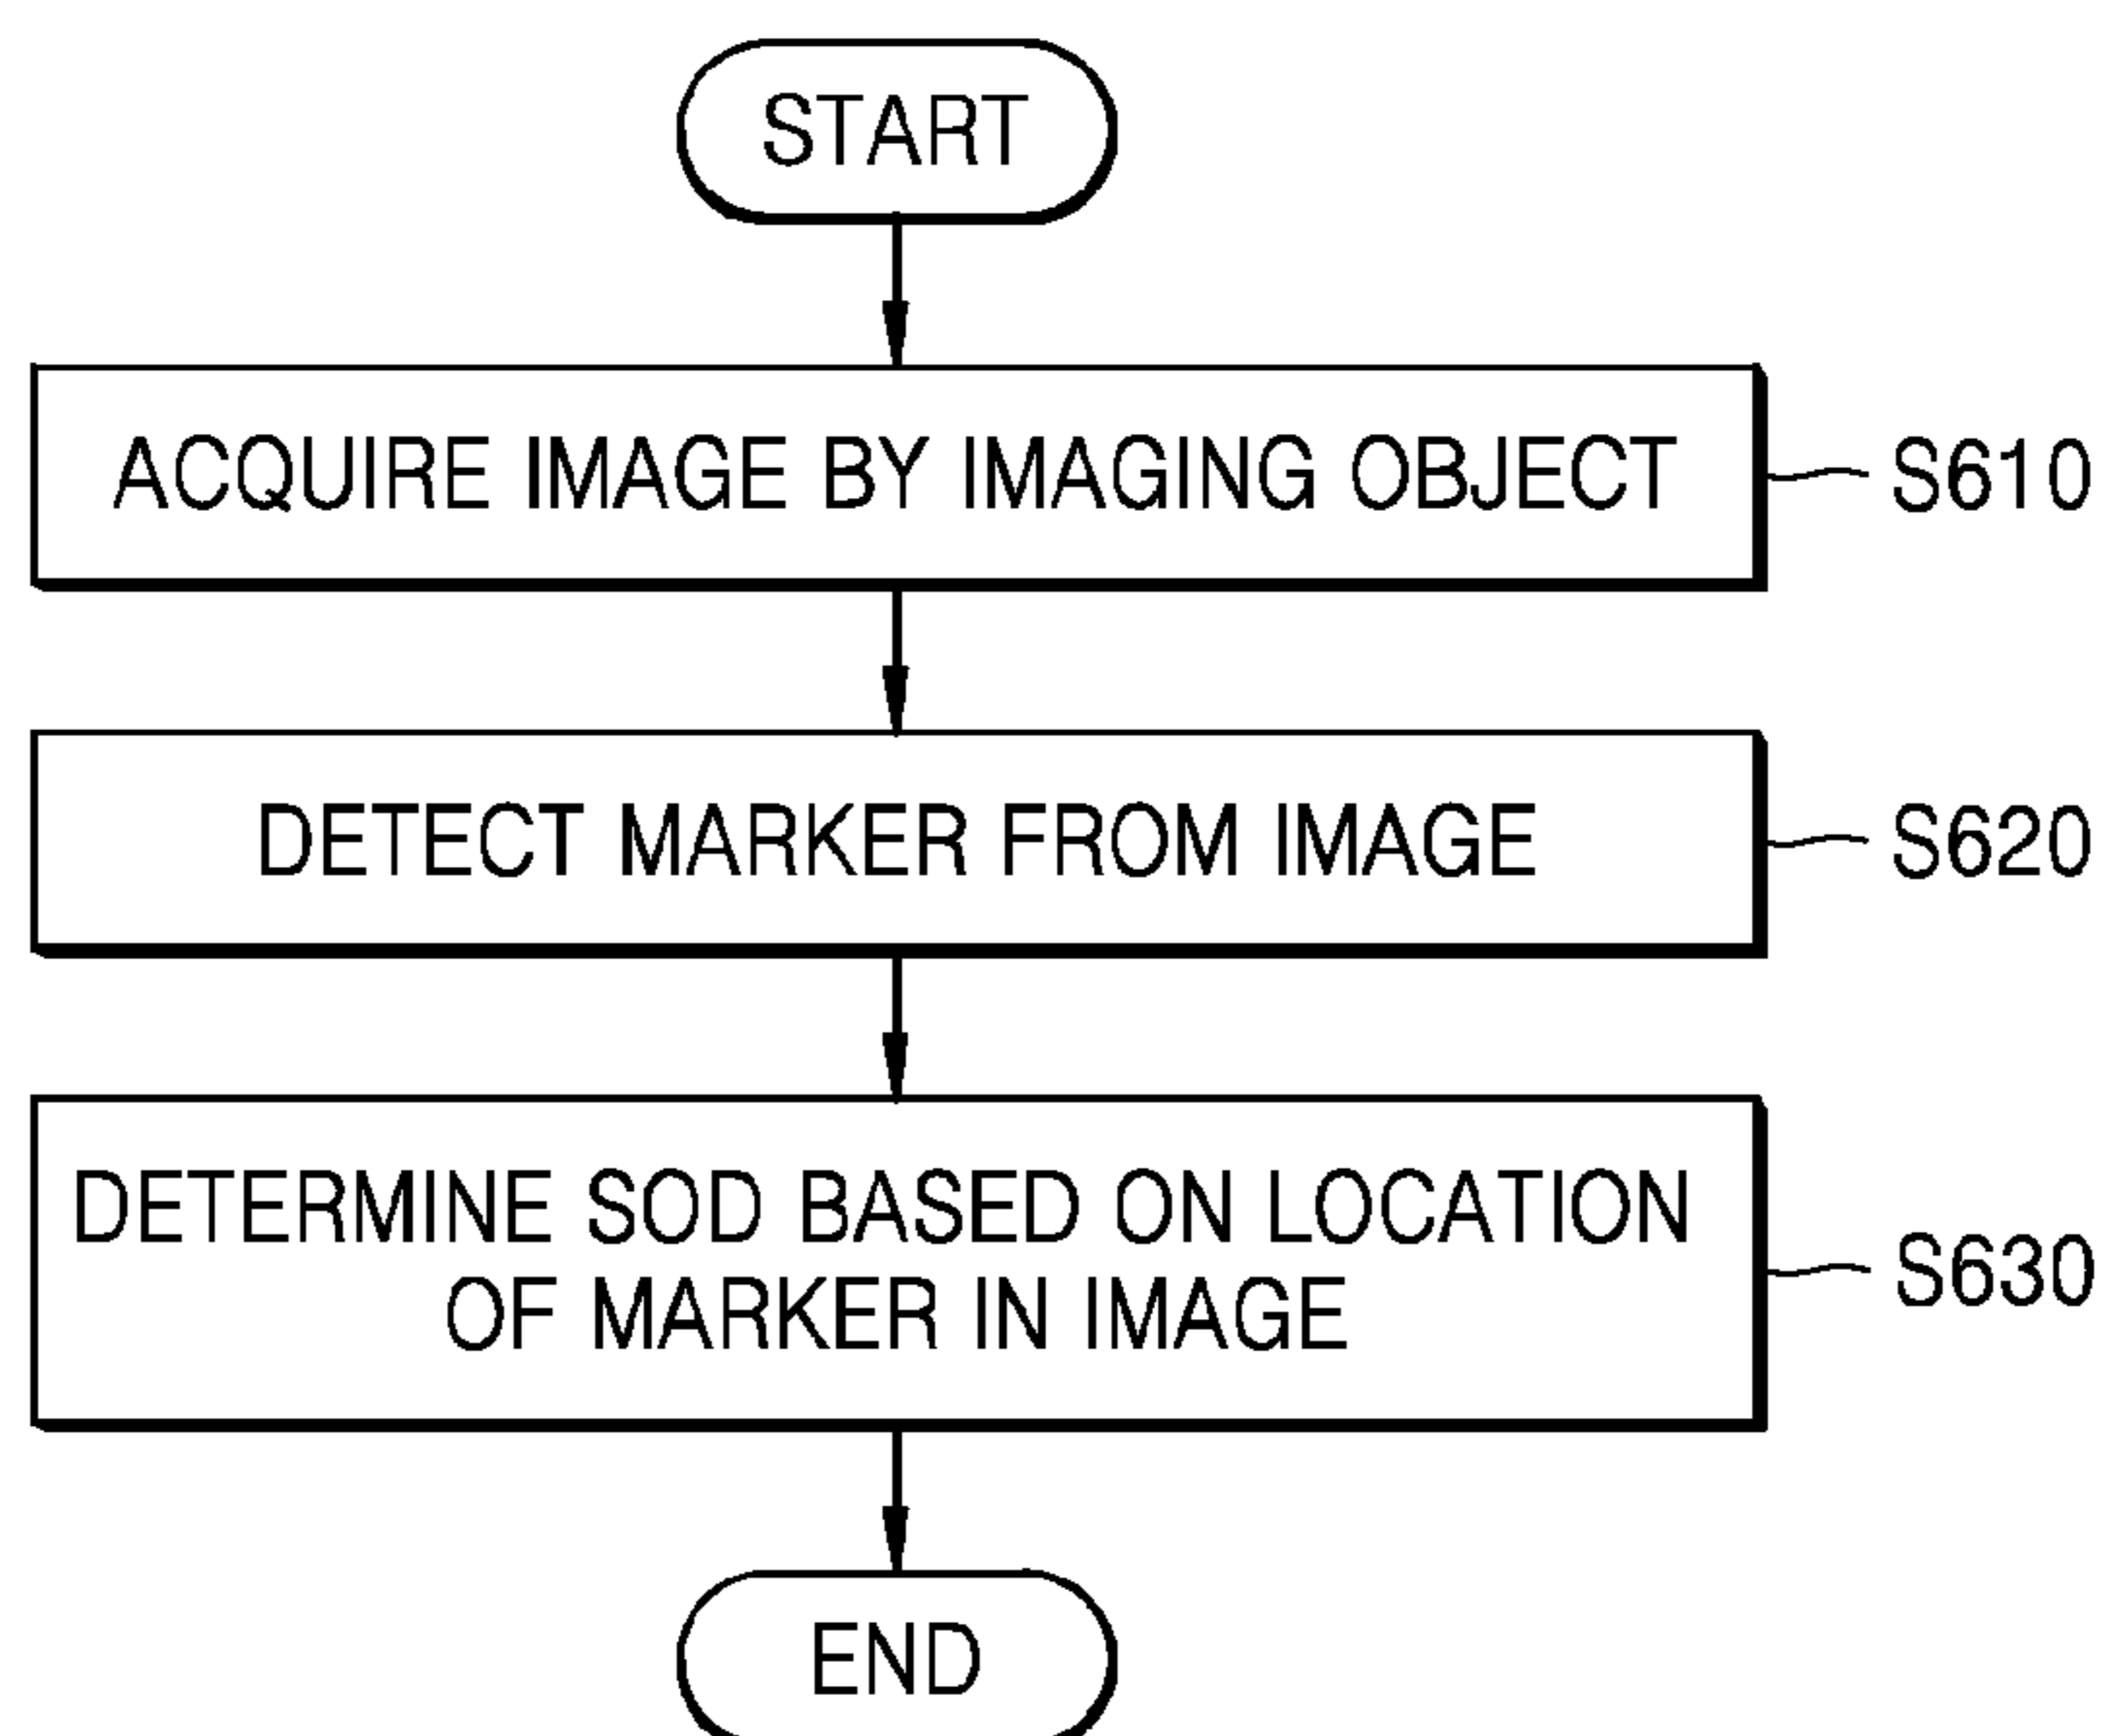 START
ACQUIRE IMAGE BY IMAGING OBJECT
S610
DETECT MARKER FROM IMAGE
S620
DETERMINE SOD BASED ON LOCATION
OF MARKER IN IMAGE
S630
END